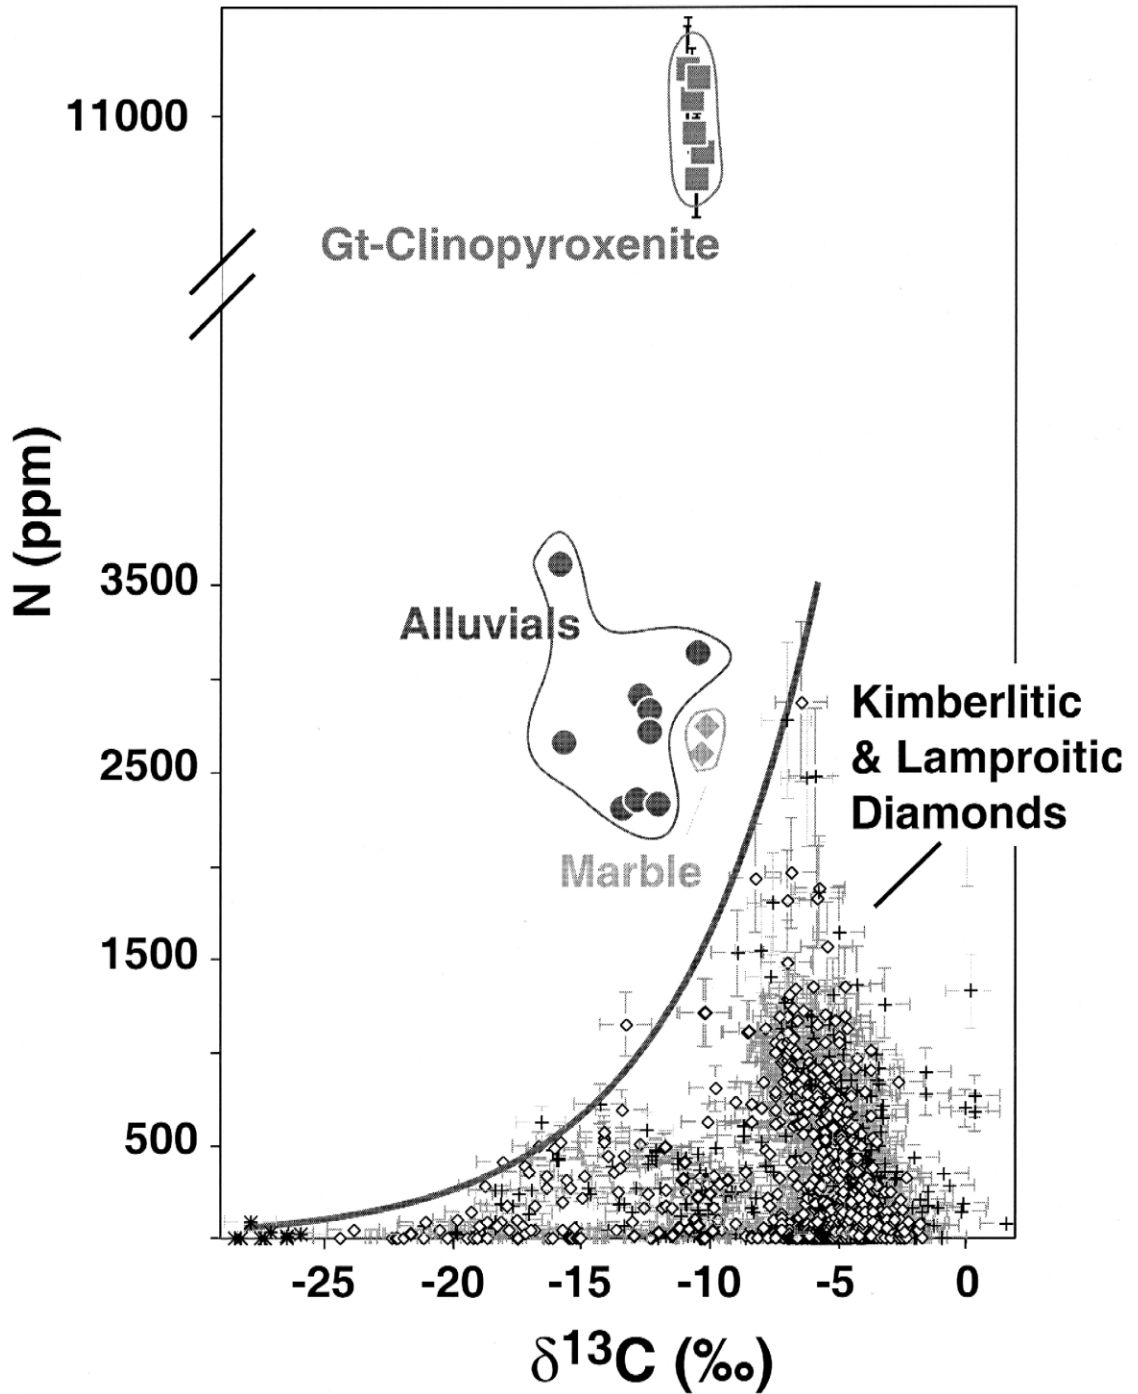 11000
Gt-Clinopyroxenite
N (ppm)
3500
Alluvials
Kimberlitic
& Lamproitic
Diamonds
2500
Marble
1500
500
-25 -20 -15 -10 -5 0
δ¹³C (‰)